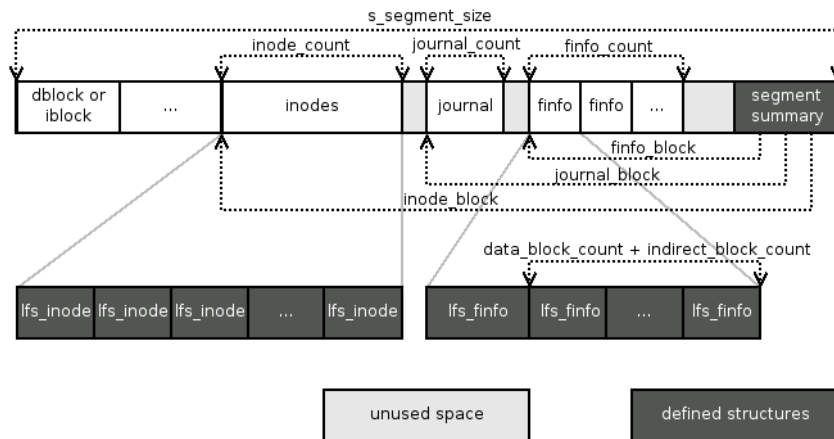 s_segment_size
inode_count
journal_count
finfo_count
dblock or
iblock
...
inodes
journal
finfo
finfo
...
segment
summary
finfo_block
journal_block
inode_block
data_block_count + indirect_block_count
lfs_inode
lfs_inode
lfs_inode
...
lfs_inode
lfs_finfo
lfs_finfo
...
lfs_finfo
unused space
defined structures